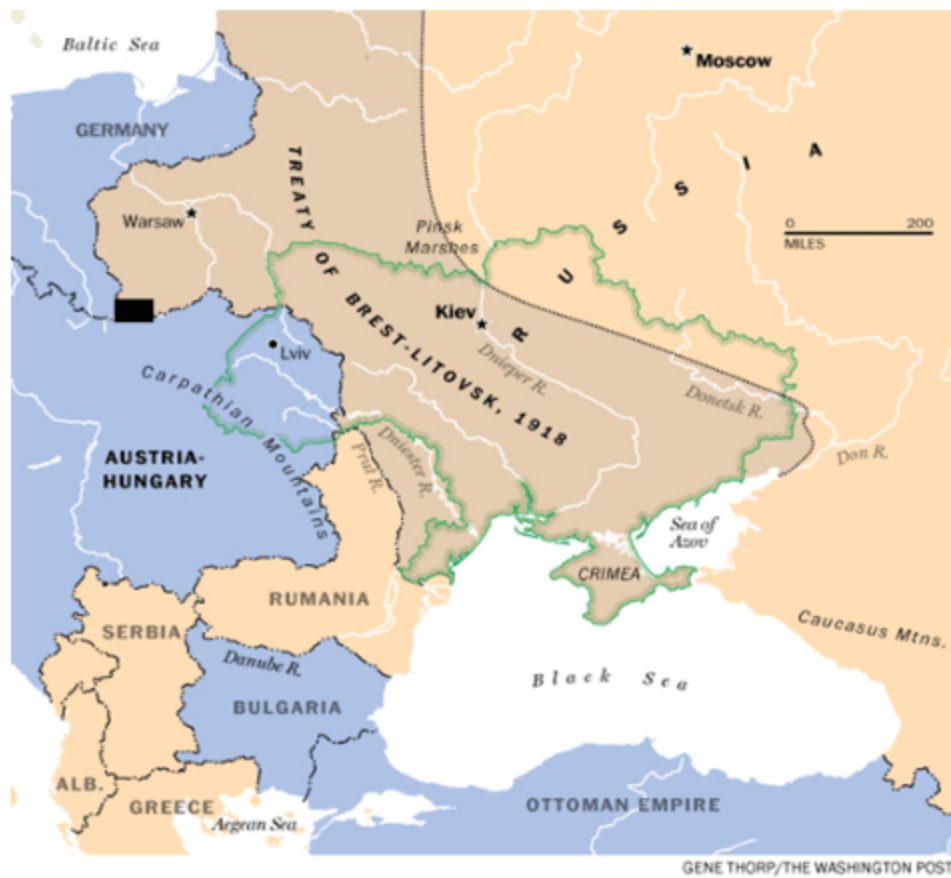 Baltic Sea
Moscow
GERMANY
RUSSIA
TREATY OF BREST-LITOVSK, 1918
Warsaw
Pinsk
Marshes
0 200
MILES
Kiev
Dnieper R.
Lviv
Carpathian Mountains
Donetsk R.
Prut R.
Dniester R.
Don R.
AUSTRIA-
HUNGARY
Sea of
Azov
CRIMEA
RUMANIA
SERBIA
Caucasus Mtns.
Danube R.
Black Sea
BULGARIA
ALB.
GREECE
Aegean Sea
OTTOMAN EMPIRE
GENE THORP/THE WASHINGTON POST